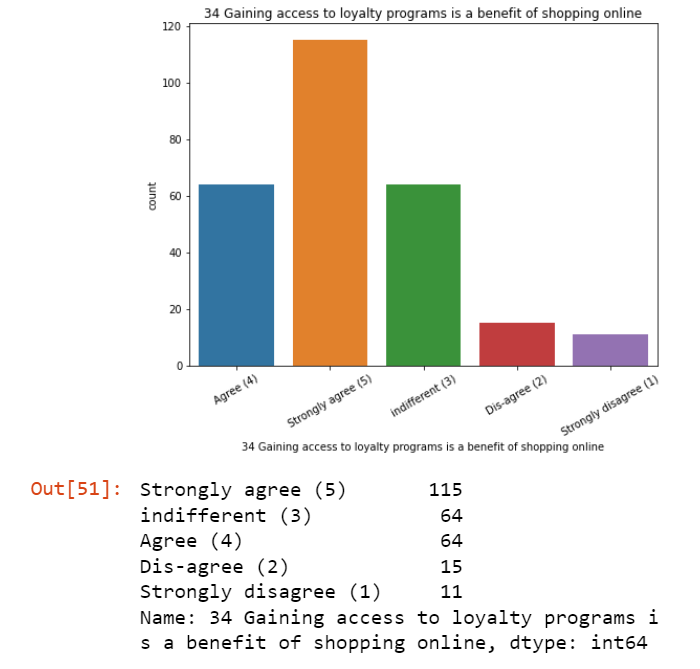 34 Gaining access to loyalty programs is a benefit of shopping online
120
100
80
60
40
20
0
count
Agree (4)
Strongly agree (5)
indifferent (3)
Dis-agree (2)
Strongly disagree (1)
34 Gaining access to loyalty programs is a benefit of shopping online
Out[51]: Strongly agree (5) 115
indifferent (3) 64
Agree (4) 64
Dis-agree (2) 15
Strongly disagree (1) 11
Name: 34 Gaining access to loyalty programs i
s a benefit of shopping online, dtype: int64